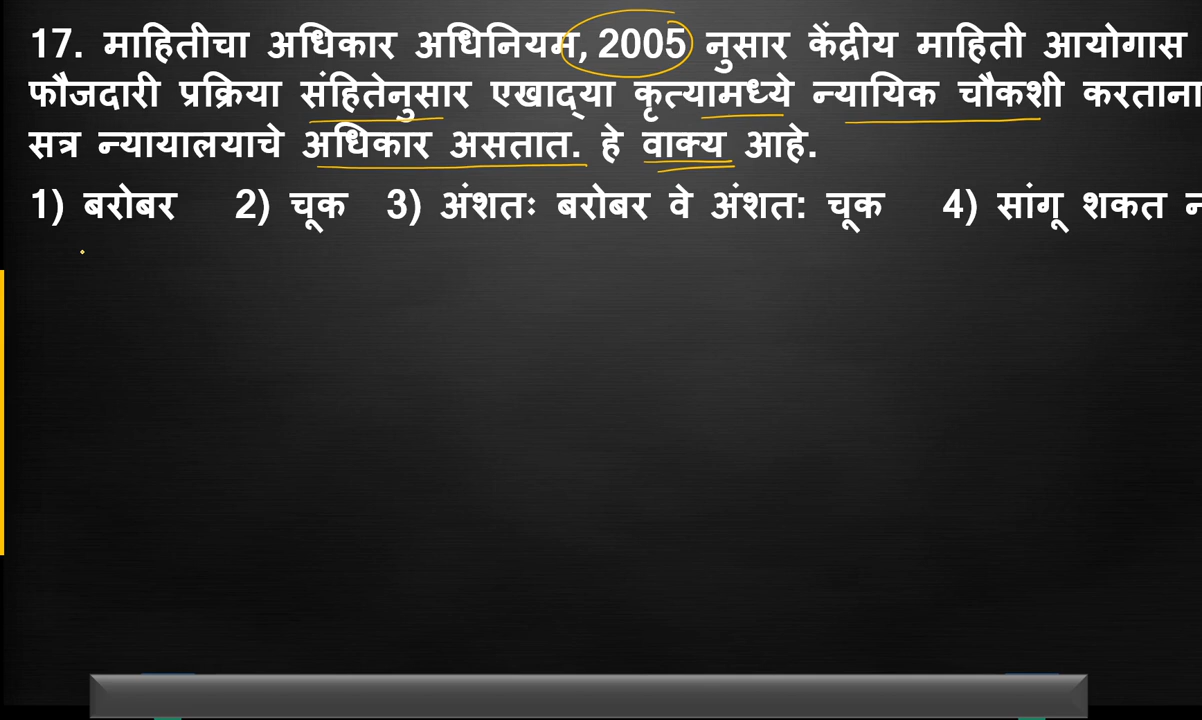 17. माहितीचा अधिकार अधिनियम, 2005 नुसार केंद्रीय माहिती आयोगास
फौजदारी प्रक्रिया संहितेनुसार एखाद्या कृत्यामध्ये न्यायिक चौकशी करताना
सत्र न्यायालयाचे अधिकार असतात. हे वाक्य आहे.
1) बरोबर 2) चूक 3) अंशतः बरोबर वे अंशत: चूक 4) सांगू शकत